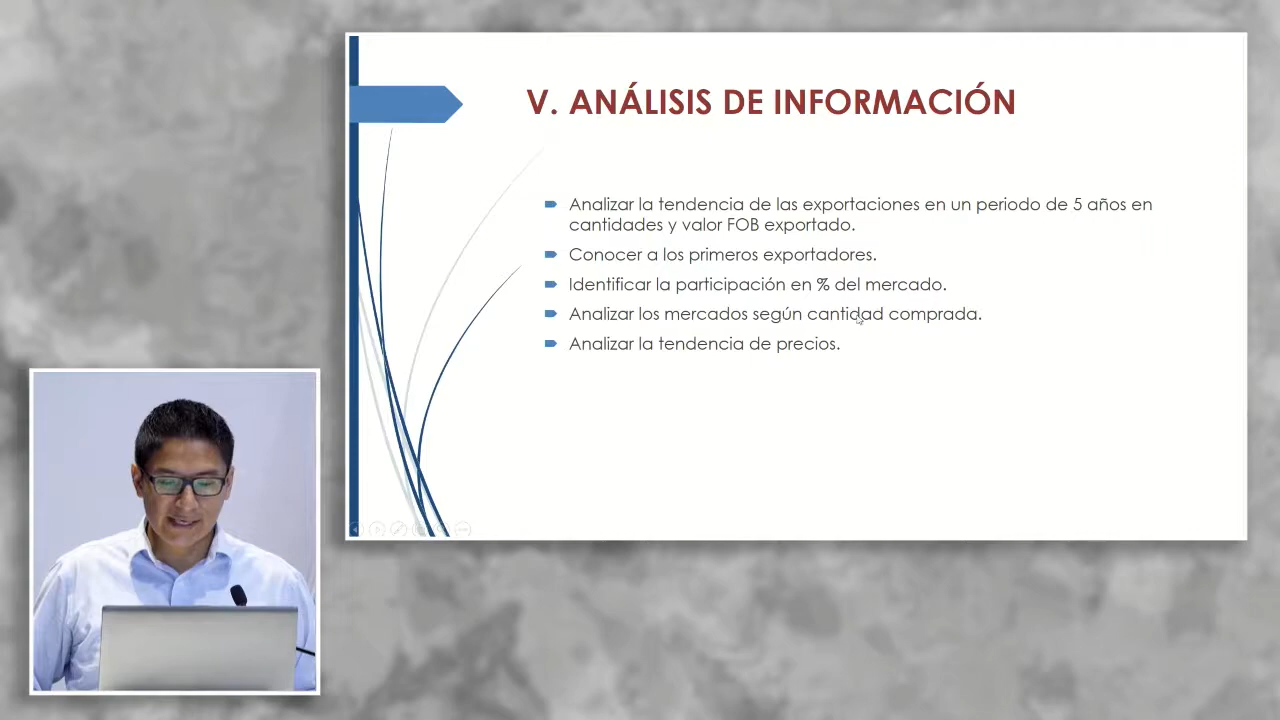 V. ANÁLISIS DE INFORMACIÓN
Analizar la tendencia de las exportaciones en un periodo de 5 años en
cantidades y valor FOB exportado.
Conocer a los primeros exportadores.
Identificar la participación en % del mercado.
Analizar los mercados según cantidad comprada.
Analizar la tendencia de precios.